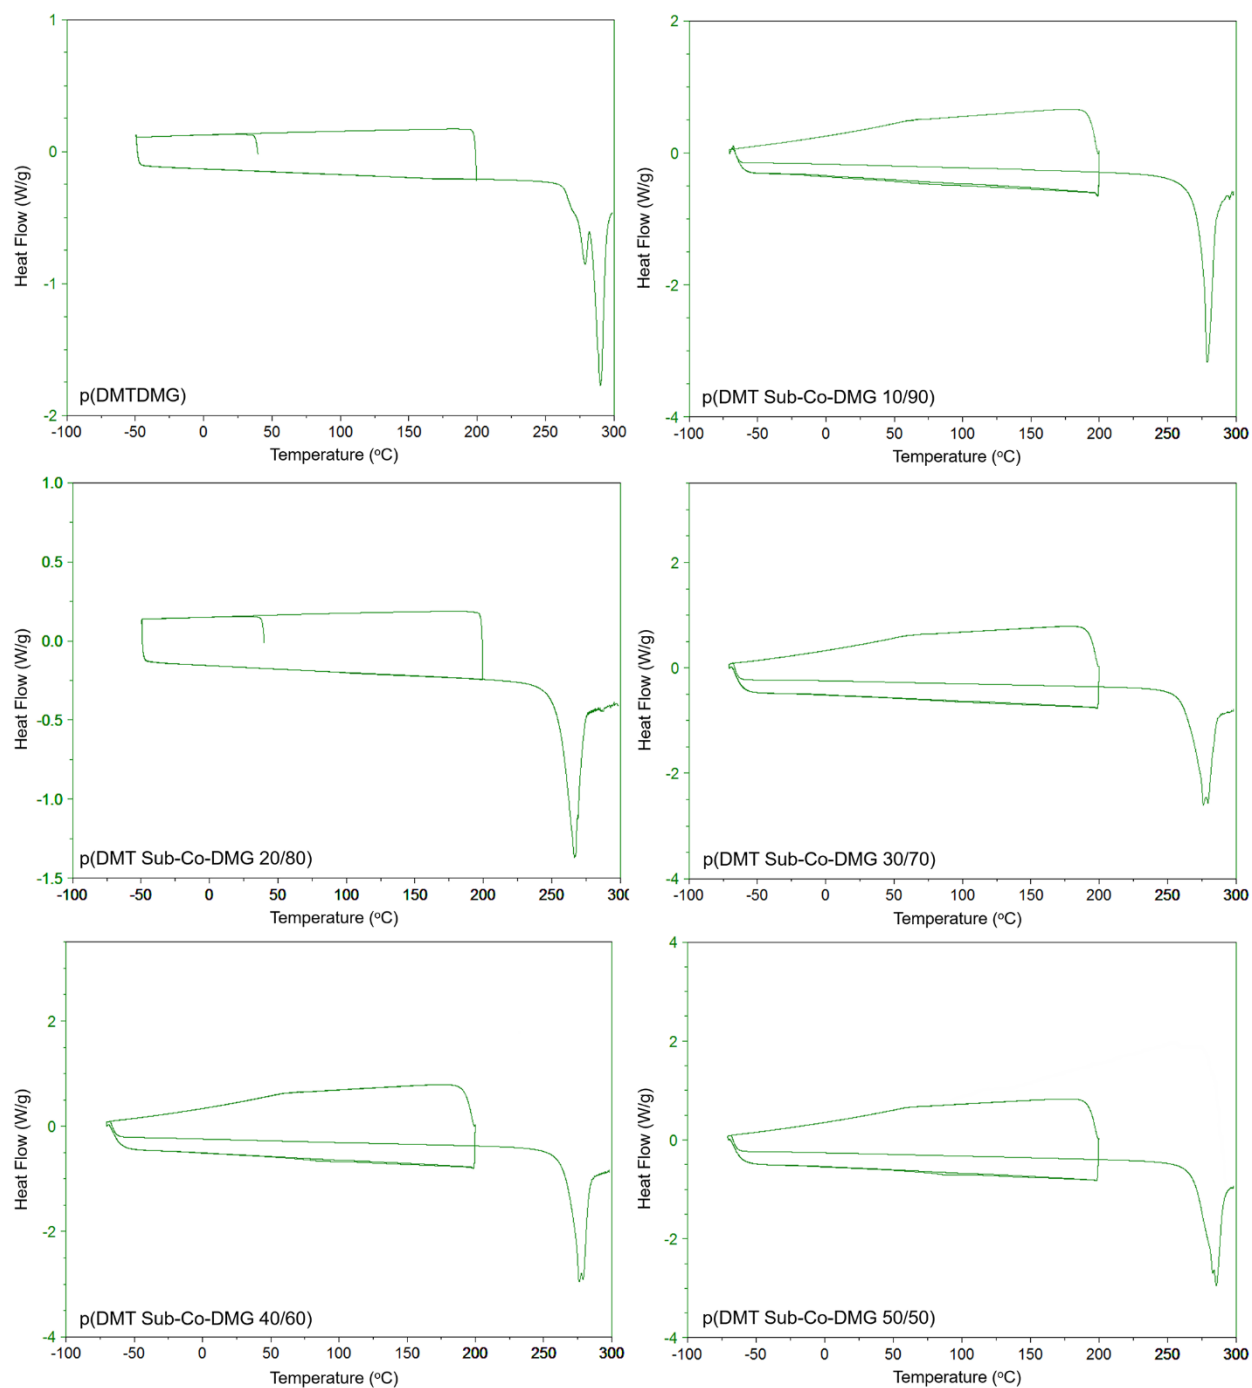 1
0
-1
-2
Heat Flow (W/g)
p(DMTDMG)
-100 -50 0 50 100 150 200 250 300
Temperature (°C)
2
0
-2
-4
Heat Flow (W/g)
p(DMT Sub-Co-DMG 10/90)
-100 -50 0 50 100 150 200 250 300
Temperature (°C)
1.0
0.5
0.0
-0.5
-1.0
-1.5
Heat Flow (W/g)
p(DMT Sub-Co-DMG 20/80)
-100 -50 0 50 100 150 200 250 300
Temperature (°C)
2
0
-2
-4
Heat Flow (W/g)
p(DMT Sub-Co-DMG 30/70)
-100 -50 0 50 100 150 200 250 300
Temperature (°C)
2
0
-2
-4
Heat Flow (W/g)
p(DMT Sub-Co-DMG 40/60)
-100 -50 0 50 100 150 200 250 300
Temperature (°C)
4
2
0
-2
-4
Heat Flow (W/g)
p(DMT Sub-Co-DMG 50/50)
-100 -50 0 50 100 150 200 250 300
Temperature (°C)